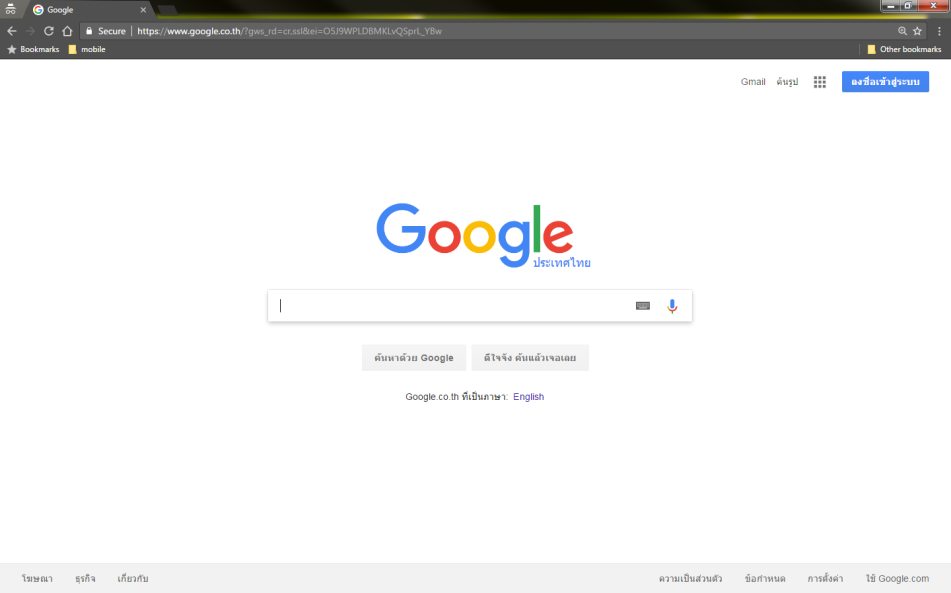 Google
Secure | https://www.google.co.th/?gws_rd=cr,ssl&ei=O5J9WPLDBMKLvQSprL_YBw
Bookmarks mobile Other bookmarks
Gmail ค้นรูป ลงชื่อเข้าสู่ระบบ
Google
ประเทศไทย
ค้นหาด้วย Google ดีใจจัง ค้นแล้วเจอเลย
Google.co.th ที่เป็นภาษา: English
โฆษณา ธุรกิจ เกี่ยวกับ ความเป็นส่วนตัว ข้อกำหนด การตั้งค่า ใช้ Google.com